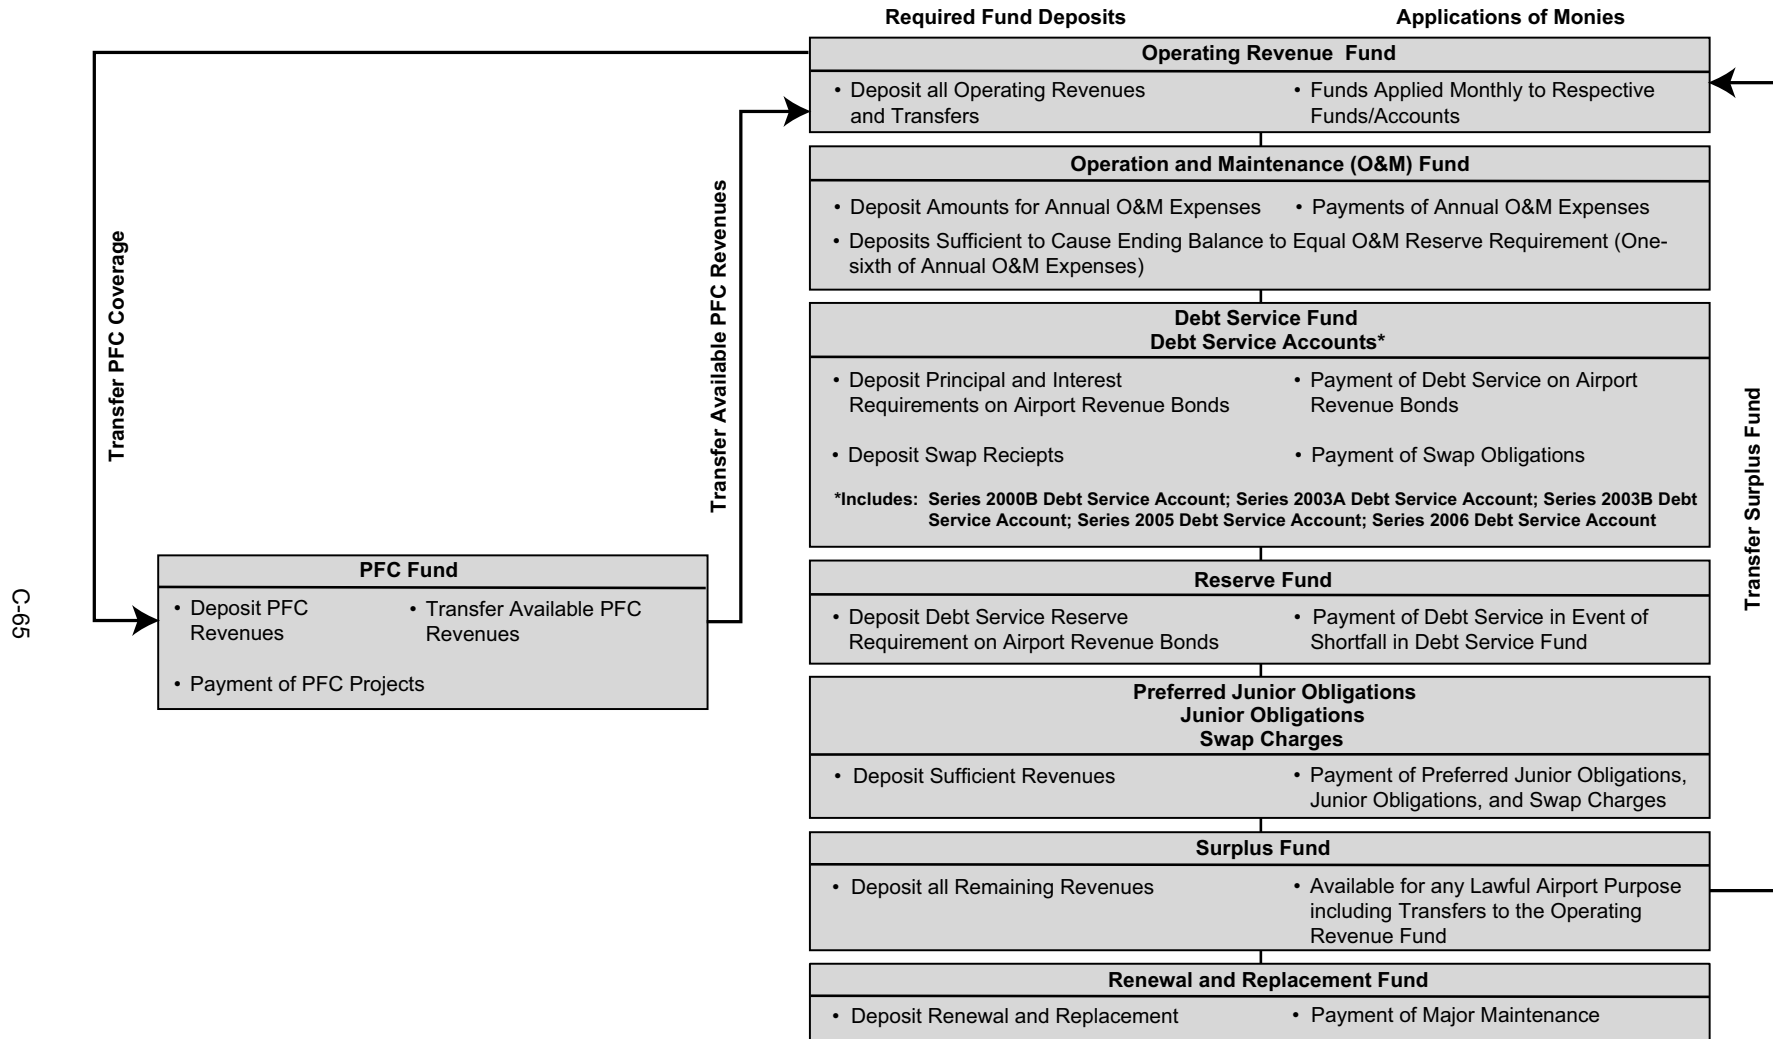 Required Fund Deposits
Applications of Monies
Operating Revenue Fund
• Deposit all Operating Revenues
and Transfers
• Funds Applied Monthly to Respective
Funds/Accounts
Operation and Maintenance (O&M) Fund
• Deposit Amounts for Annual O&M Expenses
• Payments of Annual O&M Expenses
• Deposits Sufficient to Cause Ending Balance to Equal O&M Reserve Requirement (One-
sixth of Annual O&M Expenses)
Debt Service Fund
Debt Service Accounts*
• Deposit Principal and Interest
Requirements on Airport Revenue Bonds
• Payment of Debt Service on Airport
Revenue Bonds
• Deposit Swap Reciepts
• Payment of Swap Obligations
*Includes: Series 2000B Debt Service Account; Series 2003A Debt Service Account; Series 2003B Debt
Service Account; Series 2005 Debt Service Account; Series 2006 Debt Service Account
Reserve Fund
• Deposit Debt Service Reserve
Requirement on Airport Revenue Bonds
• Payment of Debt Service in Event of
Shortfall in Debt Service Fund
Preferred Junior Obligations
Junior Obligations
Swap Charges
• Deposit Sufficient Revenues
• Payment of Preferred Junior Obligations,
Junior Obligations, and Swap Charges
Surplus Fund
• Deposit all Remaining Revenues
• Available for any Lawful Airport Purpose
including Transfers to the Operating
Revenue Fund
Renewal and Replacement Fund
• Deposit Renewal and Replacement
• Payment of Major Maintenance
Transfer PFC Coverage
Transfer Available PFC Revenues
PFC Fund
• Deposit PFC
Revenues
• Transfer Available PFC
Revenues
• Payment of PFC Projects
Transfer Surplus Fund
C-65